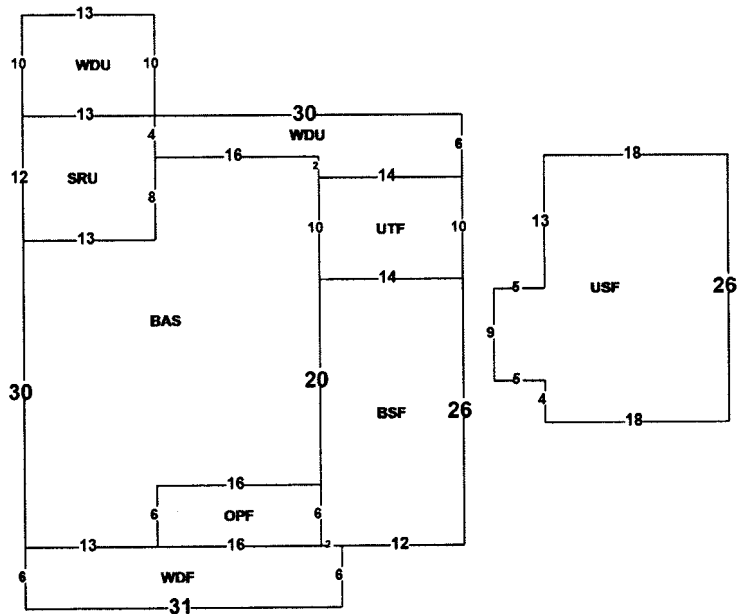 13
10 WDU 10
13 30
4 WDU 6
16 2
12 SRU 14 18
8
10 UTF 10 13
13
14 5 USF 26
BAS
9
30 20 5
BSF 26 4
18
16
6 OPF 6
13 16 2 12
6 WDF 6
31